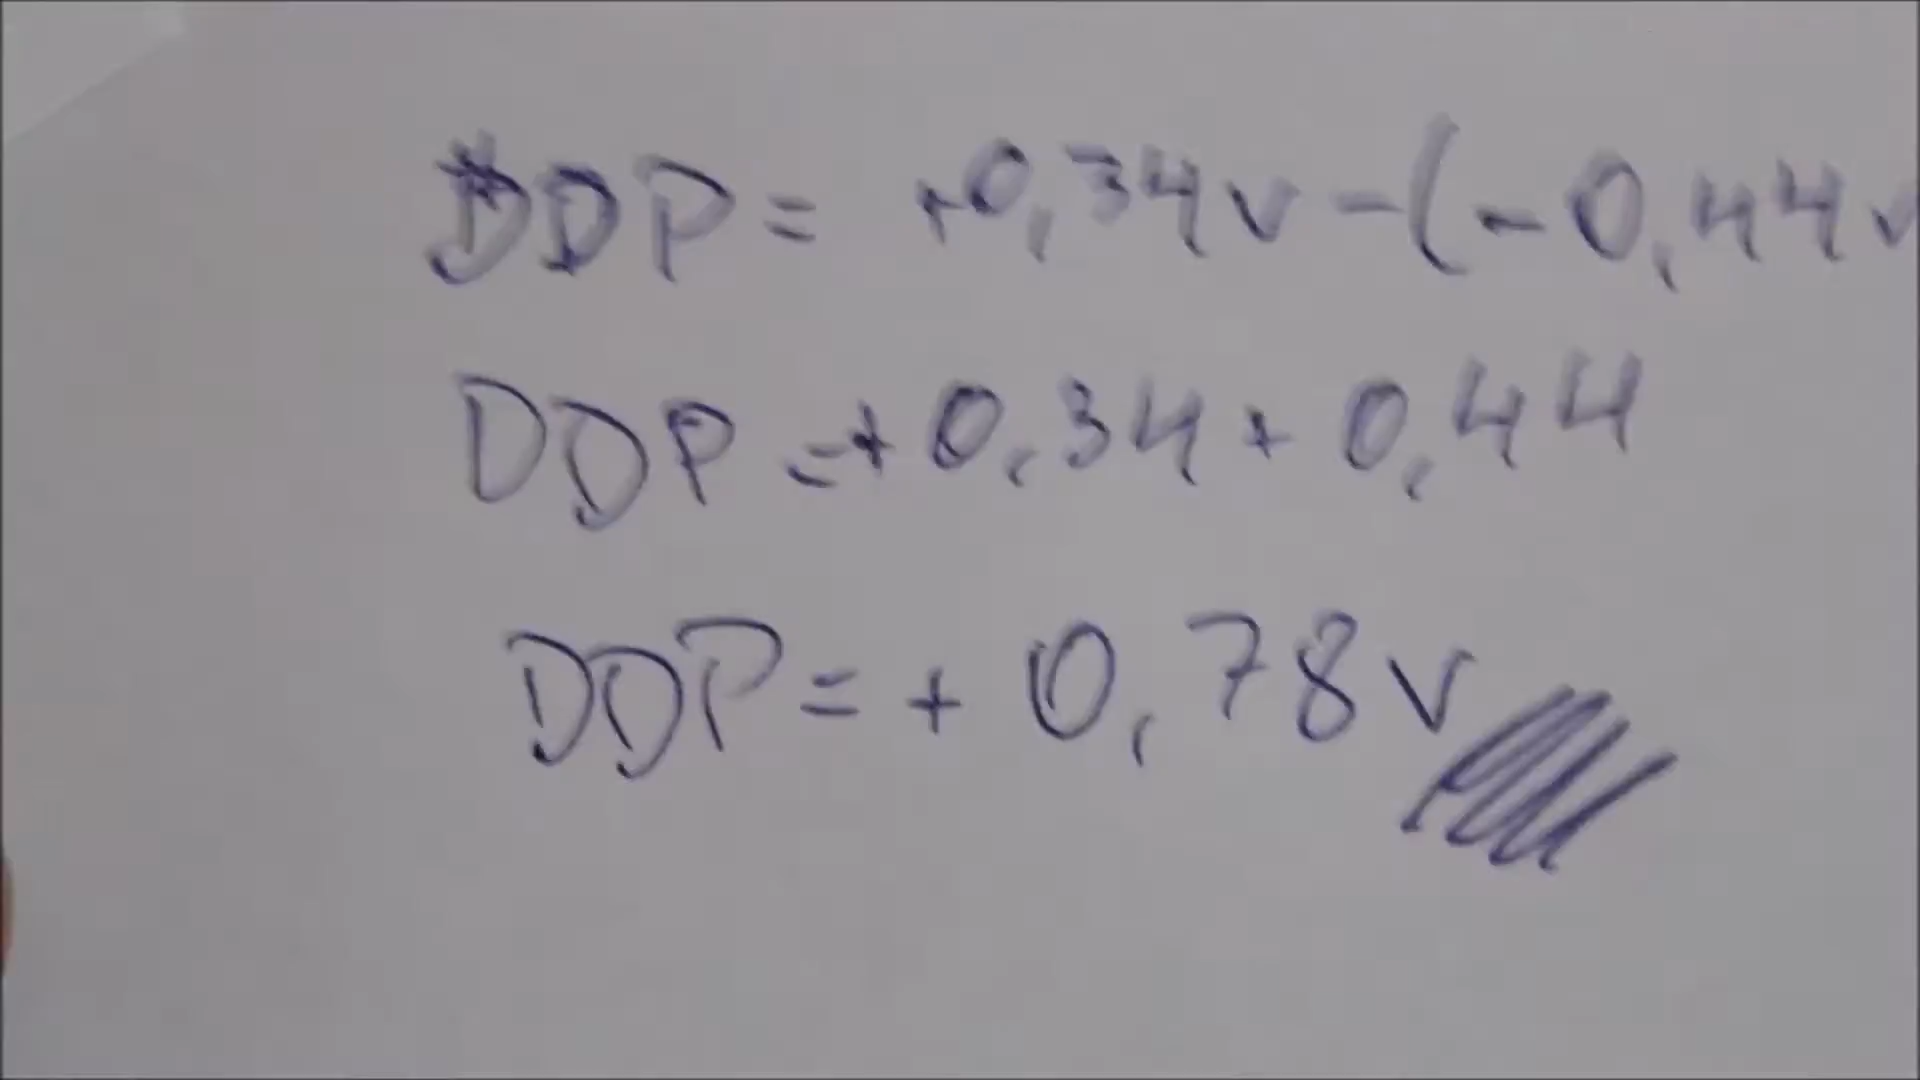 DDP = +0,34v - (-0,44v
DDP =+ 0,34 + 0,44
DDP = + 0,78v